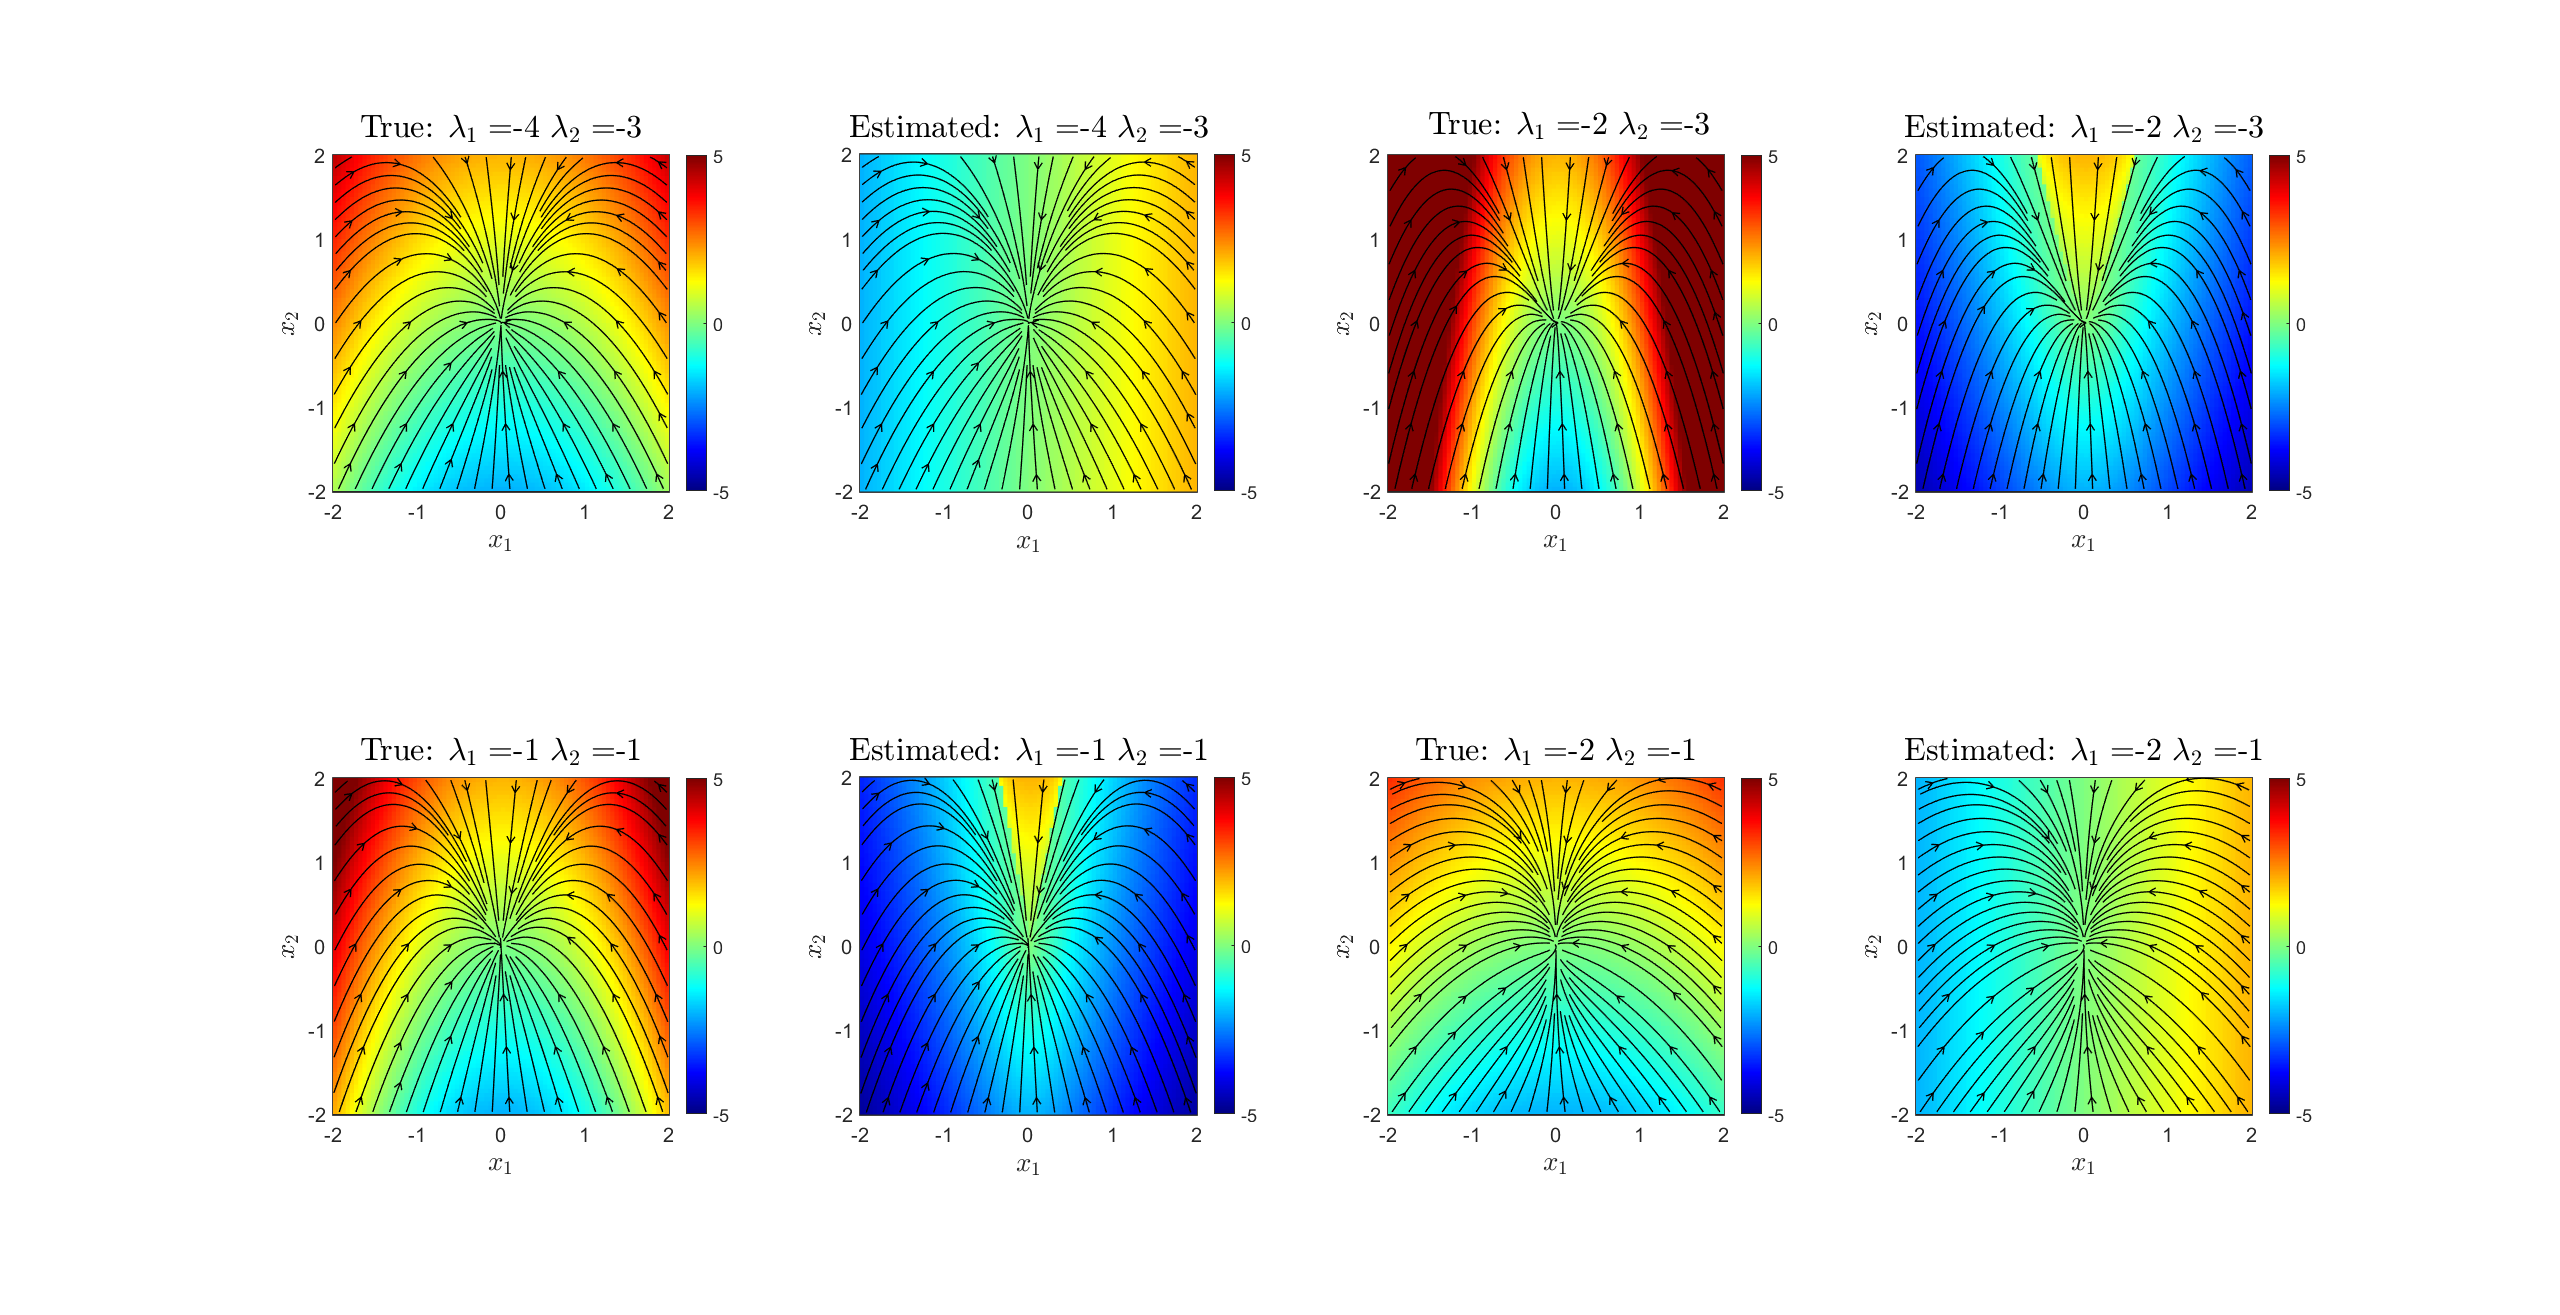 True: λ₁ =-4 λ₂ =-3
2
1
0
-1
-2
x₂
-2 -1 0 1 2
x₁
5
0
-5
Estimated: λ₁ =-4 λ₂ =-3
2
1
0
-1
-2
x₂
-2 -1 0 1 2
x₁
5
0
-5
True: λ₁ =-2 λ₂ =-3
2
1
0
-1
-2
x₂
-2 -1 0 1 2
x₁
5
0
-5
Estimated: λ₁ =-2 λ₂ =-3
2
1
0
-1
-2
x₂
-2 -1 0 1 2
x₁
5
0
-5
True: λ₁ =-1 λ₂ =-1
2
1
0
-1
-2
x₂
-2 -1 0 1 2
x₁
5
0
-5
Estimated: λ₁ =-1 λ₂ =-1
2
1
0
-1
-2
x₂
-2 -1 0 1 2
x₁
5
0
-5
True: λ₁ =-2 λ₂ =-1
2
1
0
-1
-2
x₂
-2 -1 0 1 2
x₁
5
0
-5
Estimated: λ₁ =-2 λ₂ =-1
2
1
0
-1
-2
x₂
-2 -1 0 1 2
x₁
5
0
-5